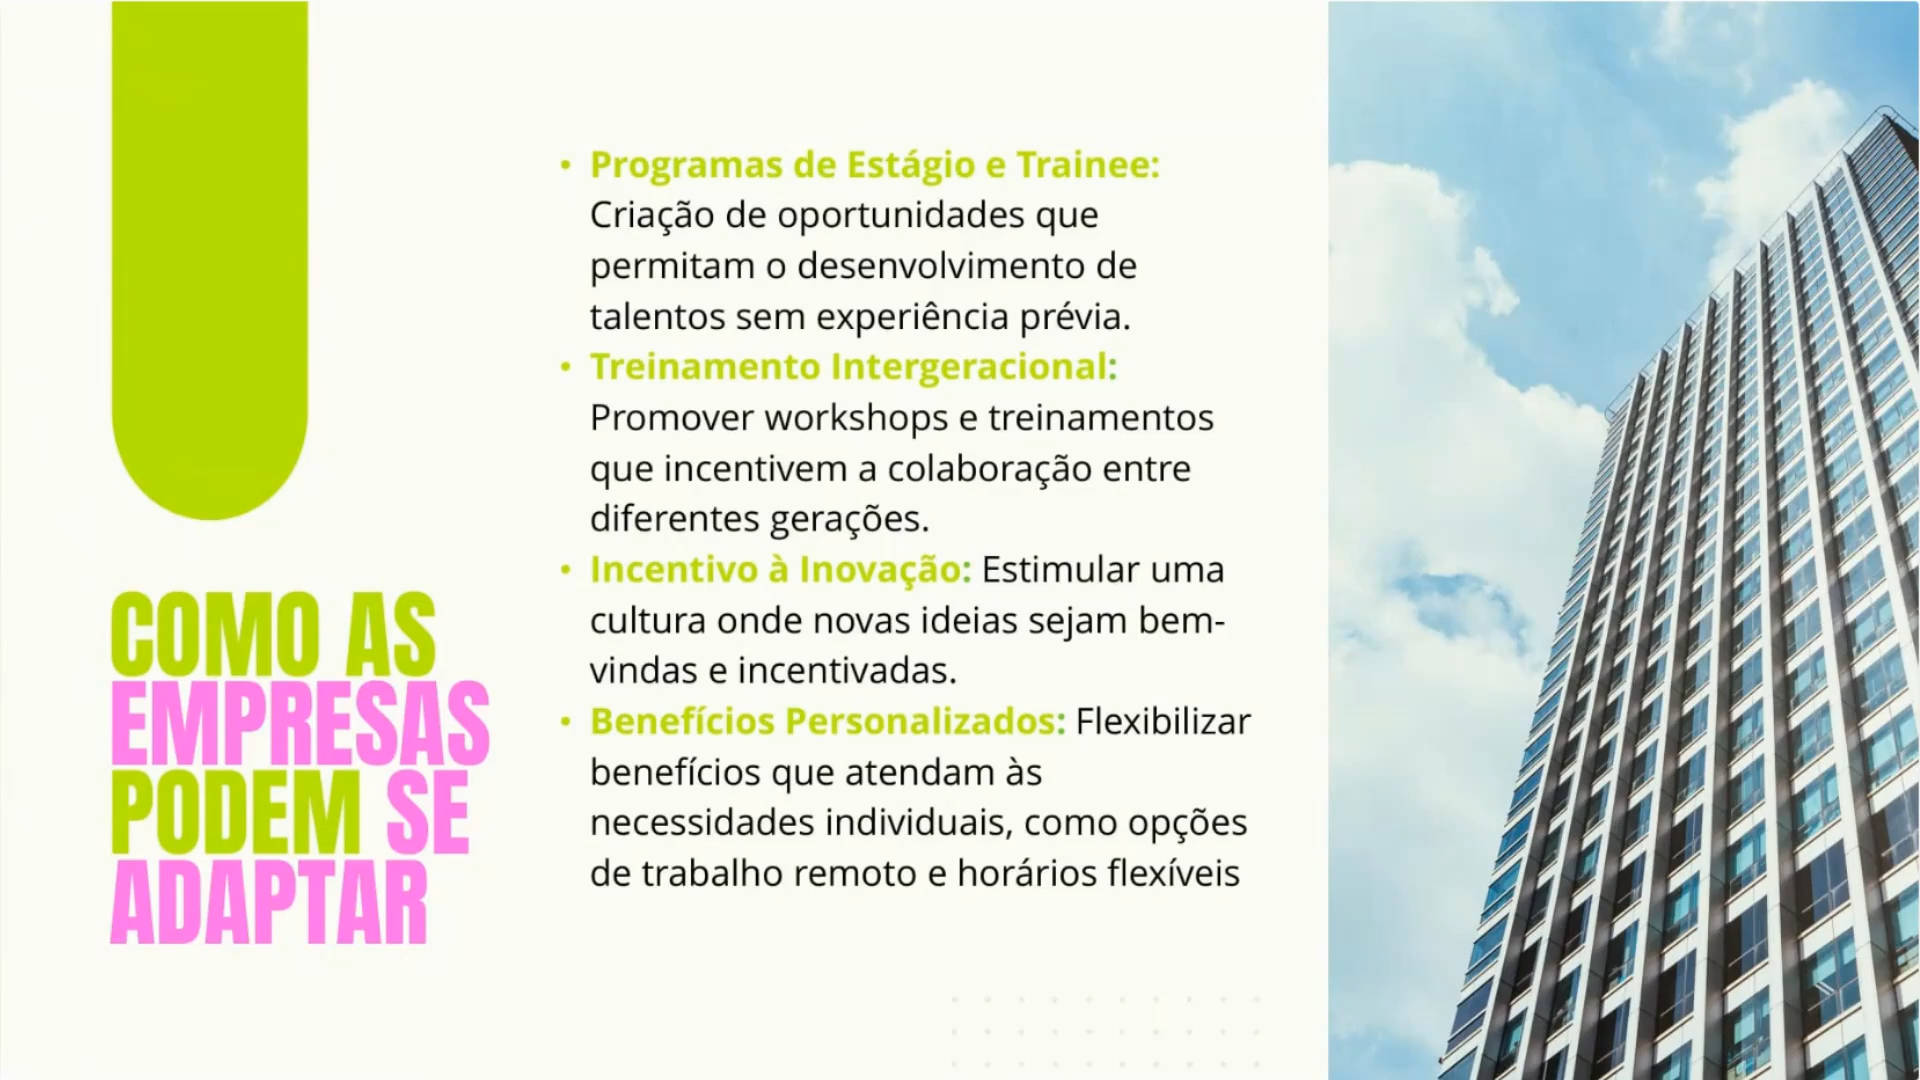 COMO AS
EMPRESAS
PODEM SE
ADAPTAR
• Programas de Estágio e Trainee:
Criação de oportunidades que
permitam o desenvolvimento de
talentos sem experiência prévia.
• Treinamento Intergeracional:
Promover workshops e treinamentos
que incentivem a colaboração entre
diferentes gerações.
• Incentivo à Inovação: Estimular uma
cultura onde novas ideias sejam bem-
vindas e incentivadas.
• Benefícios Personalizados: Flexibilizar
benefícios que atendam às
necessidades individuais, como opções
de trabalho remoto e horários flexíveis